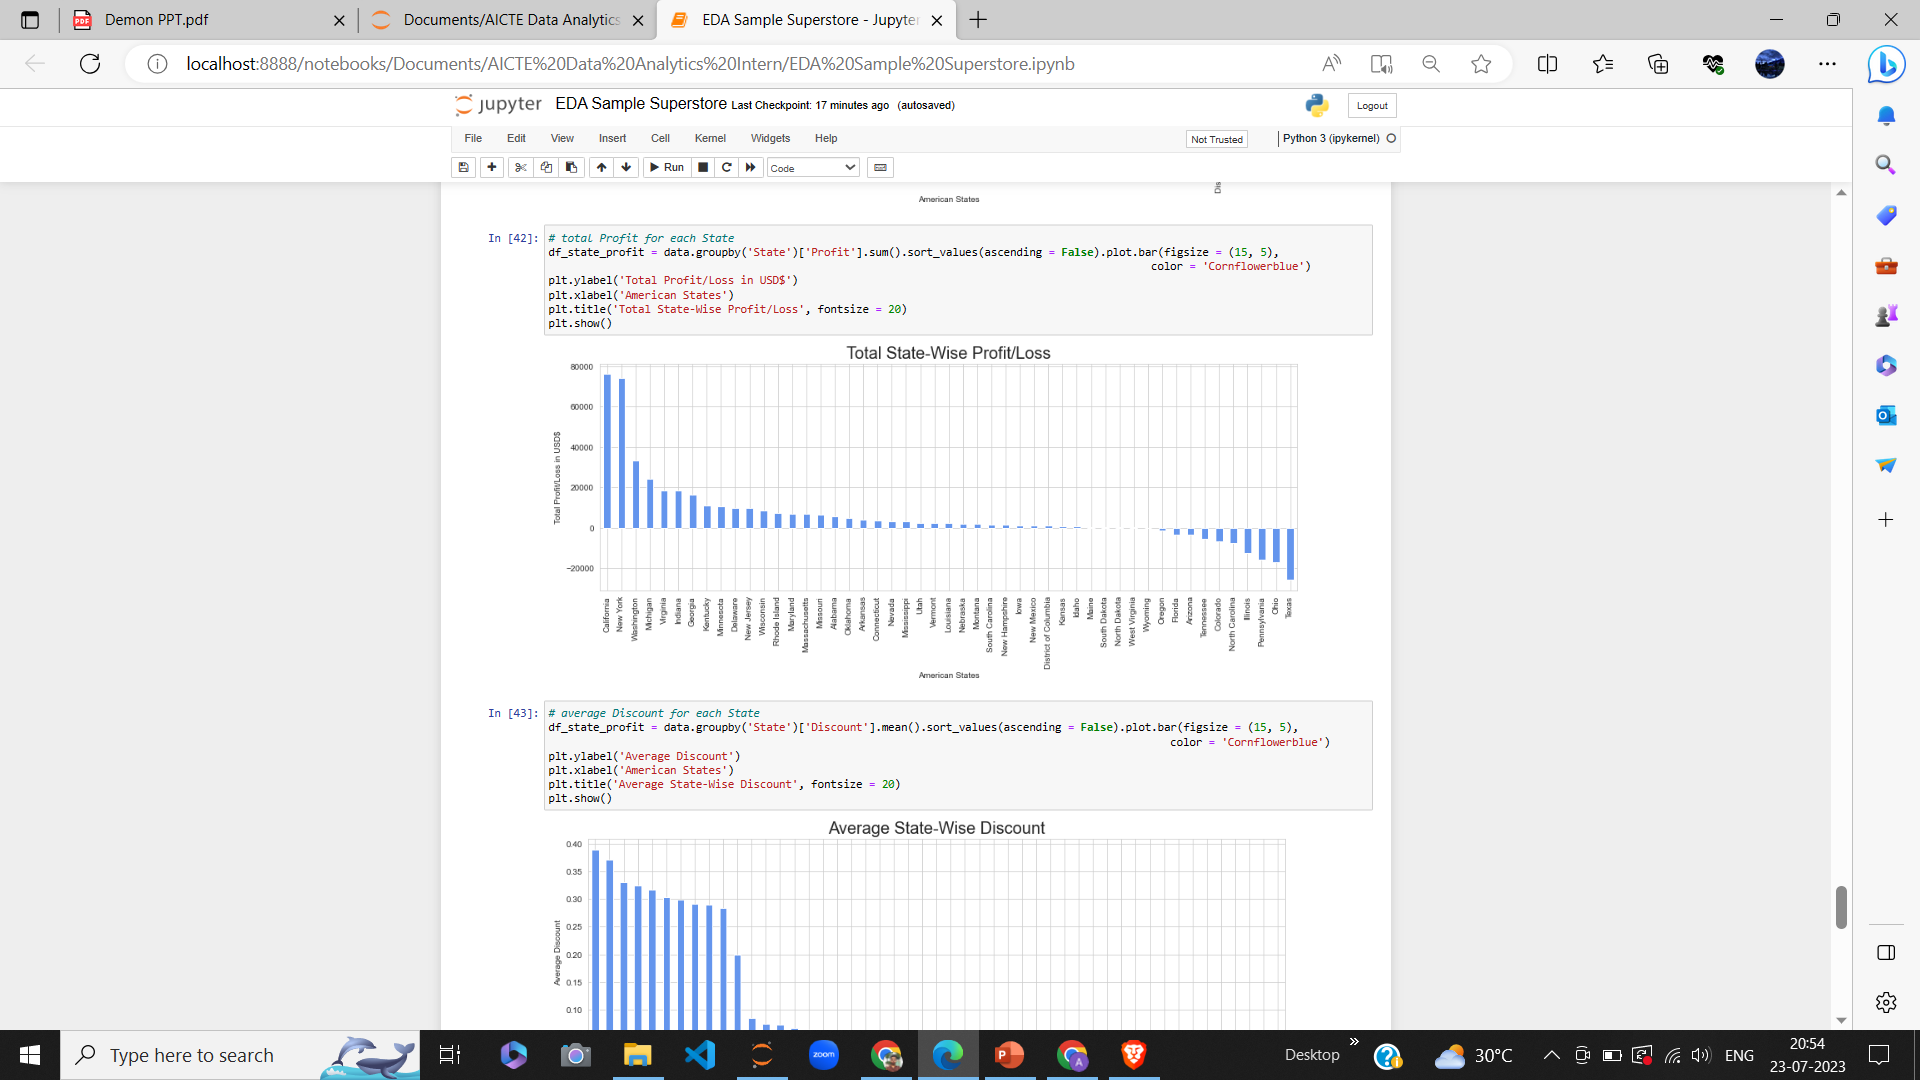 Demon PPT.pdf
Documents/AICTE Data Analytics
EDA Sample Superstore - Jupyter
localhost:8888/notebooks/Documents/AICTE%20Data%20Analytics%20Intern/EDA%20Sample%20Superstore.ipynb
jupyter EDA Sample Superstore Last Checkpoint: 17 minutes ago (autosaved)
Logout
File Edit View Insert Cell Kernel Widgets Help
Not Trusted
Python 3 (ipykernel)
Run
Code
Dis
American States
In [42]:
# total Profit for each State
df_state_profit = data.groupby('State')['Profit'].sum().sort_values(ascending = False).plot.bar(figsize = (15, 5),
color = 'Cornflowerblue')
plt.ylabel('Total Profit/Loss in USD$')
plt.xlabel('American States')
plt.title('Total State-Wise Profit/Loss', fontsize = 20)
plt.show()
Total State-Wise Profit/Loss
80000
60000
40000
20000
0
−20000
Total Profit/Loss in USD$
California
New York
Washington
Michigan
Virginia
Indiana
Georgia
Kentucky
Minnesota
Delaware
New Jersey
Wisconsin
Rhode Island
Maryland
Massachusetts
Missouri
Alabama
Oklahoma
Arkansas
Connecticut
Nevada
Mississippi
Utah
Vermont
Louisiana
Nebraska
Montana
South Carolina
New Hampshire
Iowa
New Mexico
District of Columbia
Kansas
Idaho
Maine
South Dakota
North Dakota
West Virginia
Wyoming
Oregon
Florida
Arizona
Tennessee
Colorado
North Carolina
Illinois
Pennsylvania
Ohio
Texas
American States
In [43]:
# average Discount for each State
df_state_profit = data.groupby('State')['Discount'].mean().sort_values(ascending = False).plot.bar(figsize = (15, 5),
color = 'Cornflowerblue')
plt.ylabel('Average Discount')
plt.xlabel('American States')
plt.title('Average State-Wise Discount', fontsize = 20)
plt.show()
Average State-Wise Discount
0.40
0.35
0.30
0.25
0.20
0.15
0.10
Average Discount
Type here to search
zoom
Desktop
30°C
ENG
20:54
23-07-2023